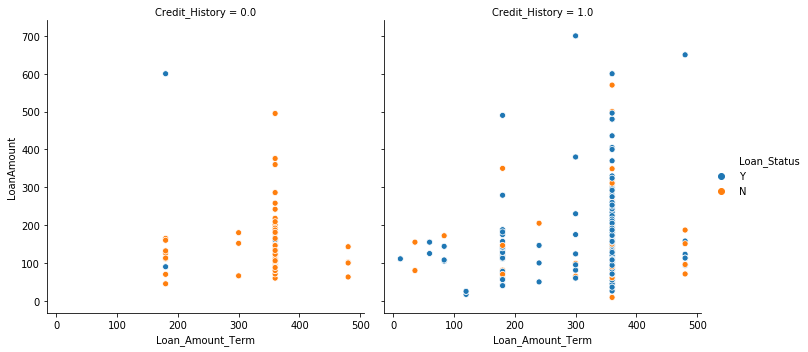 Credit_History = 0.0
Credit_History = 1.0
700
600
500
400
300
200
100
0
LoanAmount
0 100 200 300 400 500
Loan_Amount_Term
0 100 200 300 400 500
Loan_Amount_Term
Loan_Status
Y
N